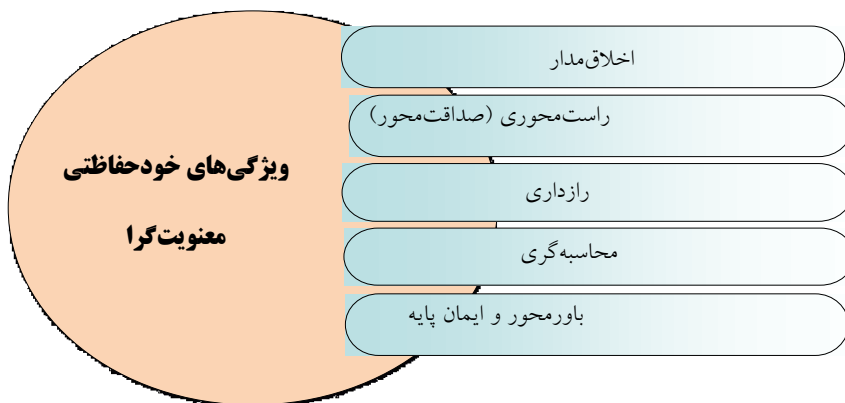 ویژگی‌های خودحفاظتی
معنویت‌گرا
اخلاق‌مدار
راست‌محوری (صداقت‌محور)
رازداری
محاسبه‌گری
باورمحور و ایمان پایه